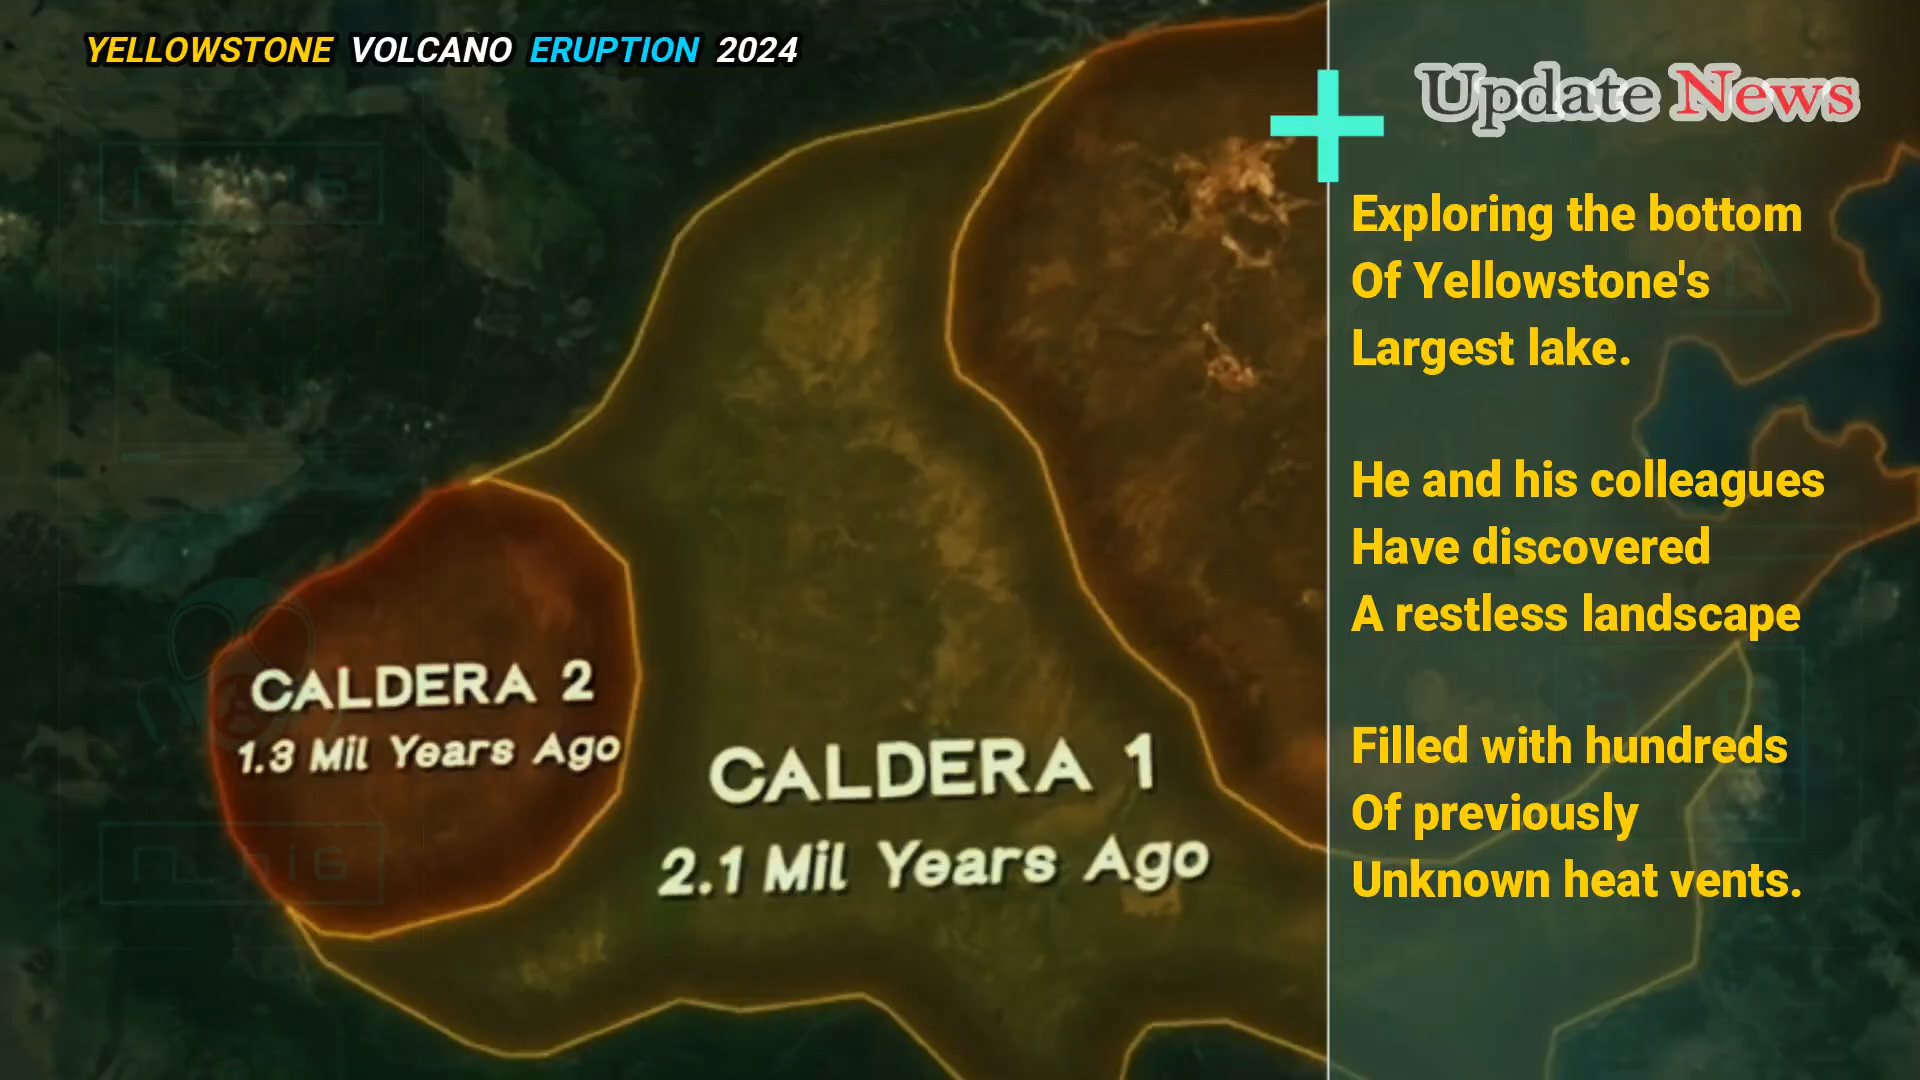 YELLOWSTONE VOLCANO ERUPTION 2024
Update News
Exploring the bottom
Of Yellowstone's
Largest lake.
He and his colleagues
Have discovered
A restless landscape
Filled with hundreds
Of previously
Unknown heat vents.
CALDERA 2
1.3 Mil Years Ago
CALDERA 1
2.1 Mil Years Ago